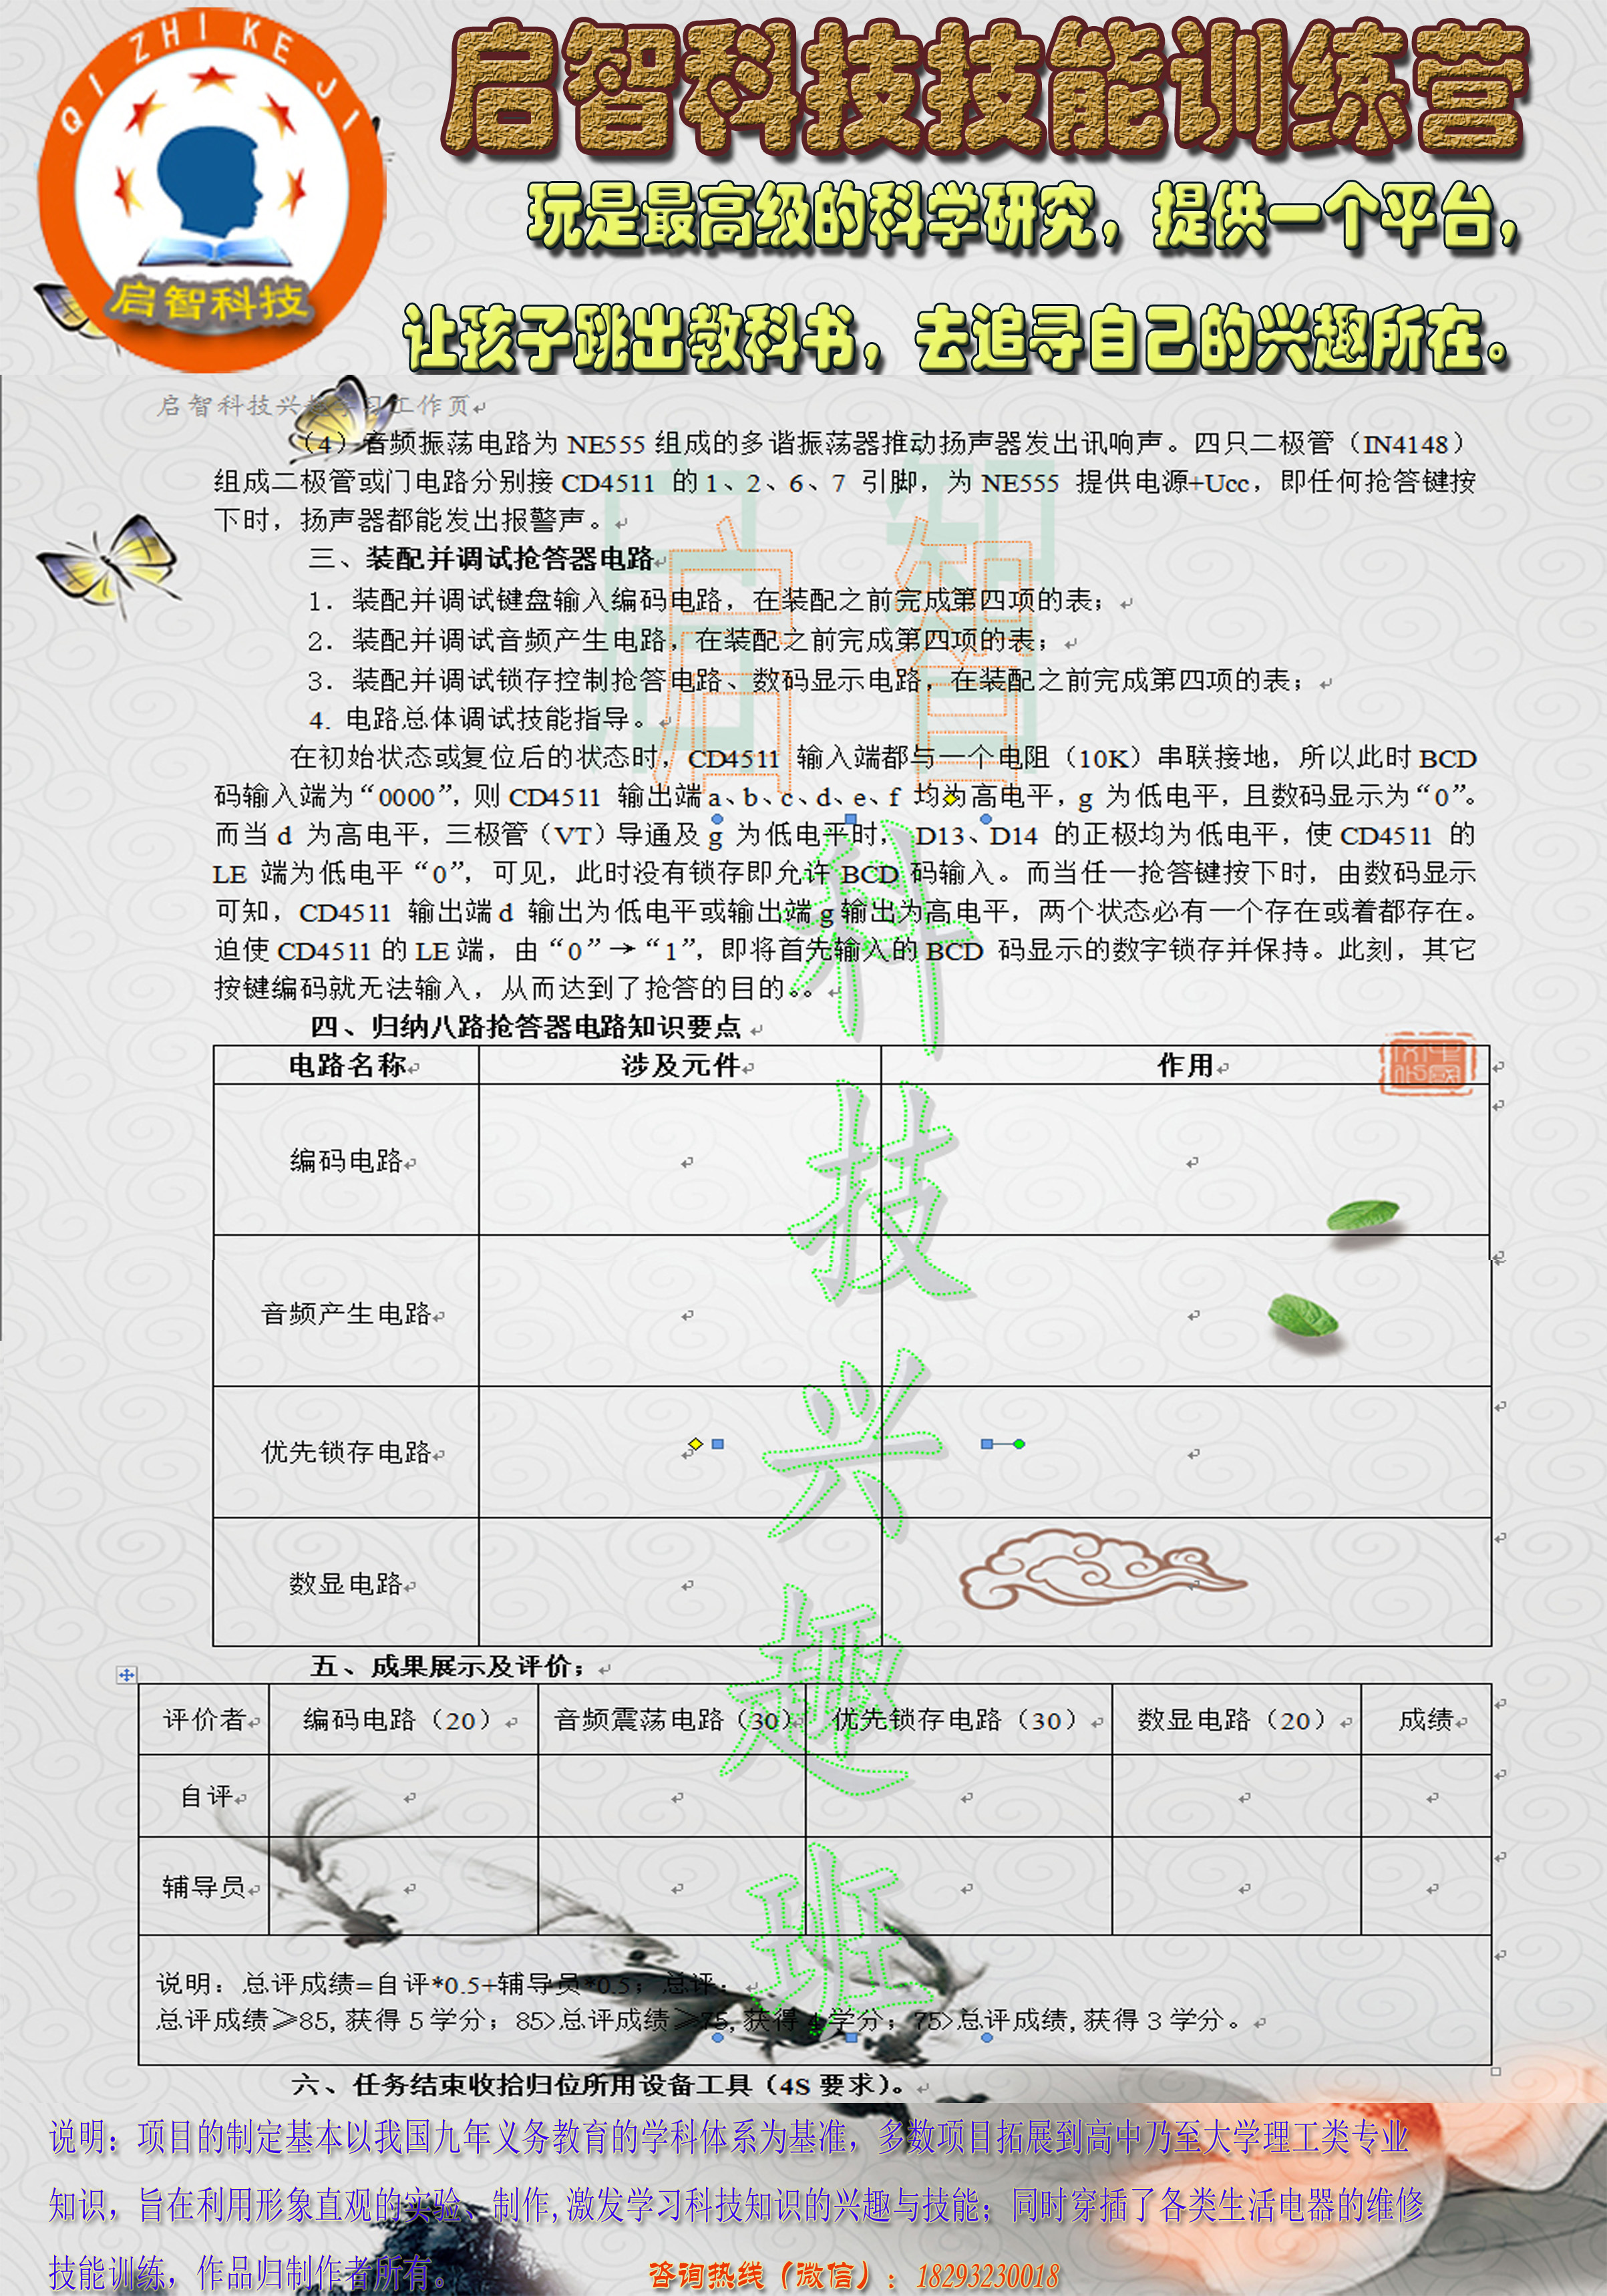 QI ZHI KE JI
启智科技
启智科技技能训练营
玩是最高级的科学研究，提供一个平台，
让孩子跳出教科书，去追寻自己的兴趣所在。
启智科技兴趣学习工作页
（4）音频振荡电路为 NE555 组成的多谐振荡器推动扬声器发出讯响声。四只二极管（IN4148）
组成二极管或门电路分别接 CD4511 的 1、2、6、7 引脚，为 NE555 提供电源+Ucc，即任何抢答键按
下时，扬声器都能发出报警声。
三、装配并调试抢答器电路
1．装配并调试键盘输入编码电路，在装配之前完成第四项的表；
2．装配并调试音频产生电路，在装配之前完成第四项的表；
3．装配并调试锁存控制抢答电路、数码显示电路，在装配之前完成第四项的表；
4. 电路总体调试技能指导。
在初始状态或复位后的状态时，CD4511 输入端都与一个电阻（10K）串联接地，所以此时 BCD
码输入端为“0000”，则 CD4511 输出端 a、b、c、d、e、f 均为高电平，g 为低电平，且数码显示为“0”。
而当 d 为高电平，三极管（VT）导通及 g 为低电平时， D13、D14 的正极均为低电平，使 CD4511 的
LE 端为低电平“0”，可见，此时没有锁存即允许 BCD 码输入。而当任一抢答键按下时，由数码显示
可知，CD4511 输出端 d 输出为低电平或输出端 g 输出为高电平，两个状态必有一个存在或着都存在。
迫使 CD4511 的 LE 端，由“0”→“1”，即将首先输入的 BCD 码显示的数字锁存并保持。此刻，其它
按键编码就无法输入，从而达到了抢答的目的。。
四、归纳八路抢答器电路知识要点
电路名称 涉及元件 作用
编码电路
音频产生电路
优先锁存电路
数显电路
五、成果展示及评价；
评价者 编码电路（20） 音频震荡电路（30） 优先锁存电路（30） 数显电路（20） 成绩
自评
辅导员
说明：总评成绩=自评*0.5+辅导员*0.5；总评：
总评成绩≥85,获得 5 学分；85>总评成绩≥75,获得 4 学分；75>总评成绩,获得 3 学分。
六、任务结束收拾归位所用设备工具（4S 要求）。
启智
科技兴趣班
说明：项目的制定基本以我国九年义务教育的学科体系为基准，多数项目拓展到高中乃至大学理工类专业
知识，旨在利用形象直观的实验、制作,激发学习科技知识的兴趣与技能；同时穿插了各类生活电器的维修
技能训练，作品归制作者所有。
咨询热线（微信）：18293230018